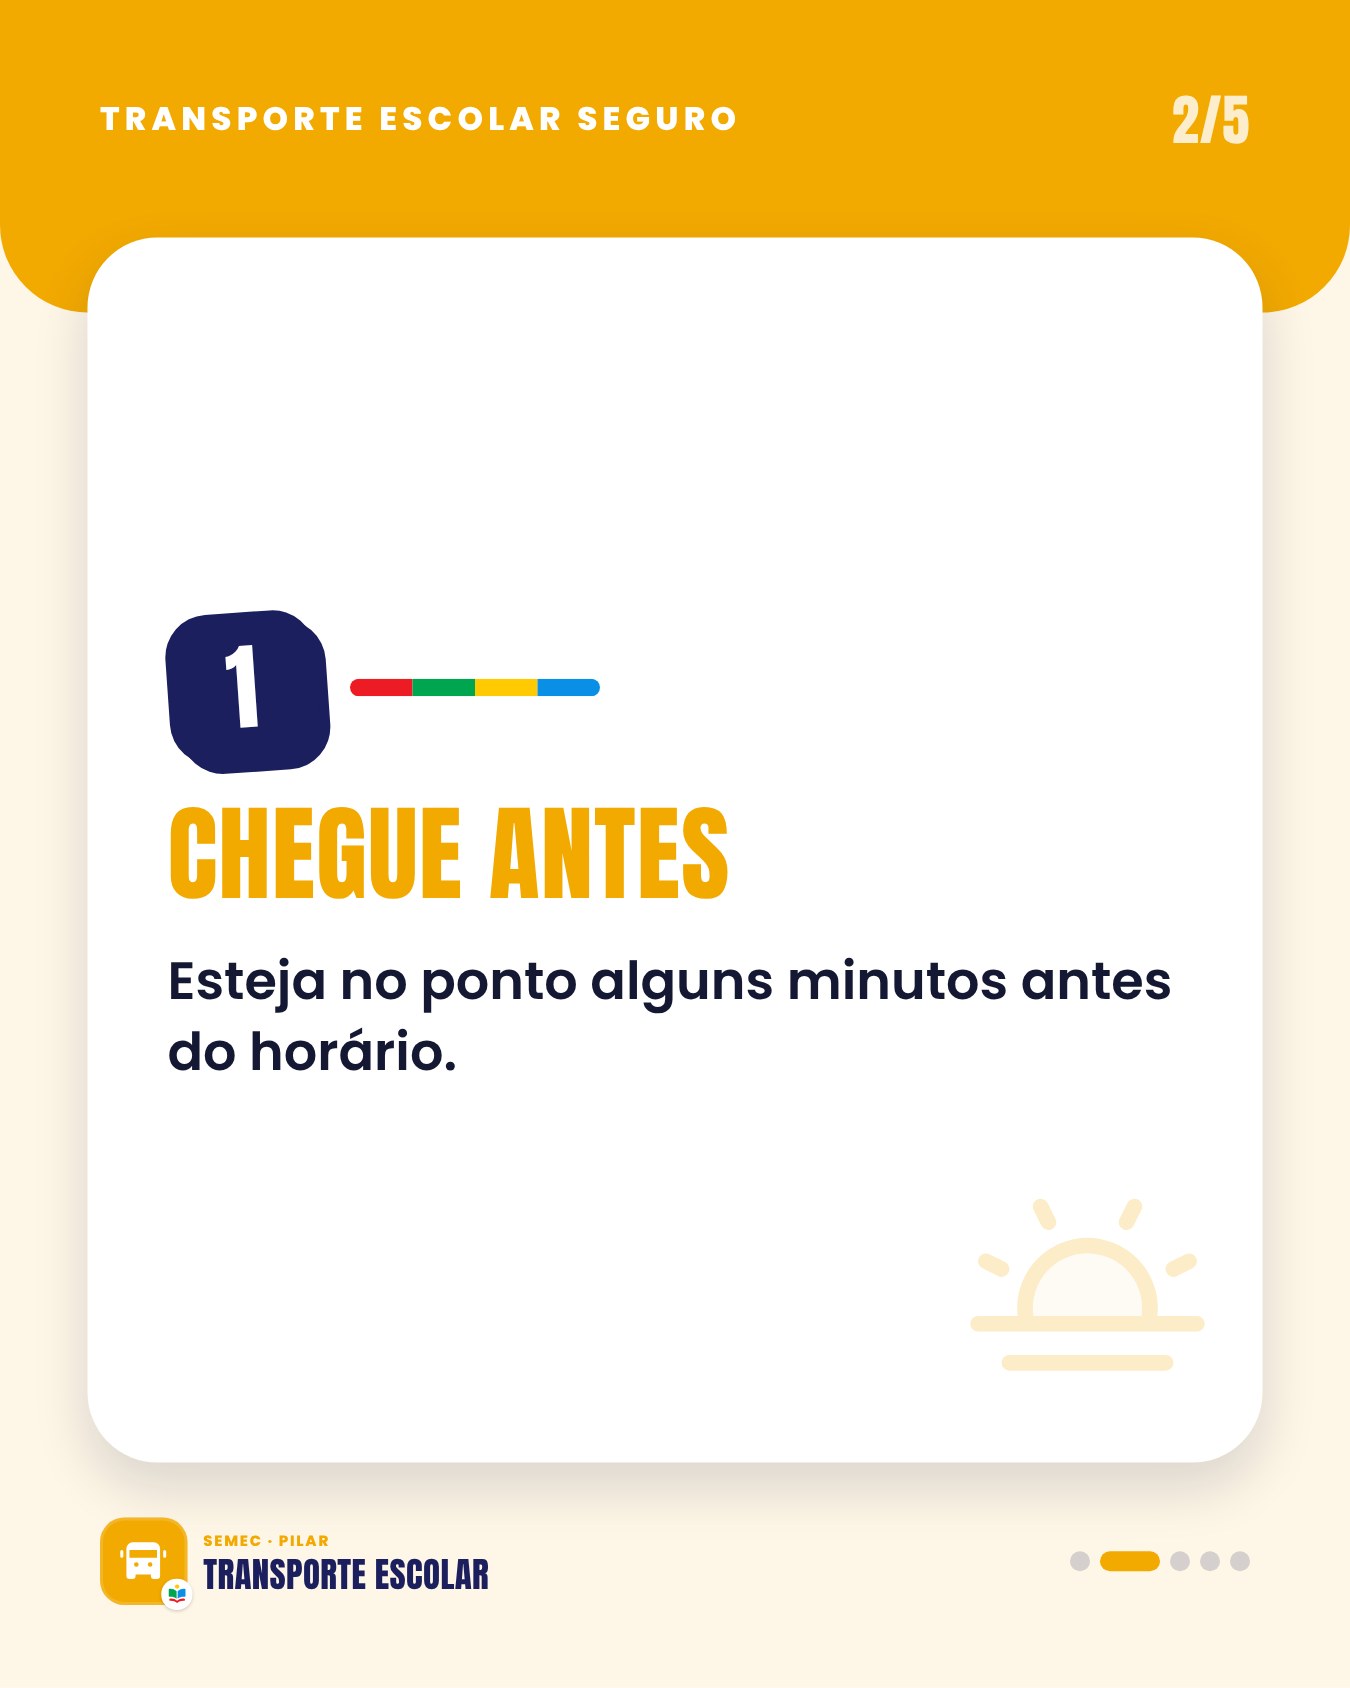 TRANSPORTE ESCOLAR SEGURO
2/5
1
CHEGUE ANTES
Esteja no ponto alguns minutos antes
do horário.
SEMEC · PILAR
TRANSPORTE ESCOLAR